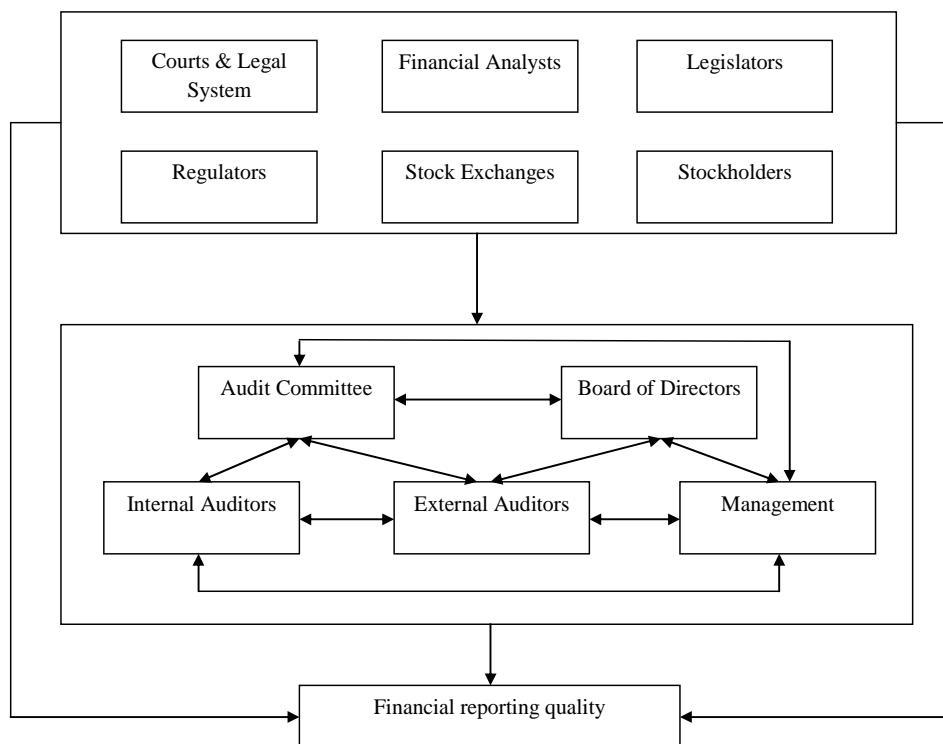 Courts & Legal
System
Financial Analysts
Legislators
Regulators
Stock Exchanges
Stockholders
Audit Committee
Board of Directors
Internal Auditors
External Auditors
Management
Financial reporting quality